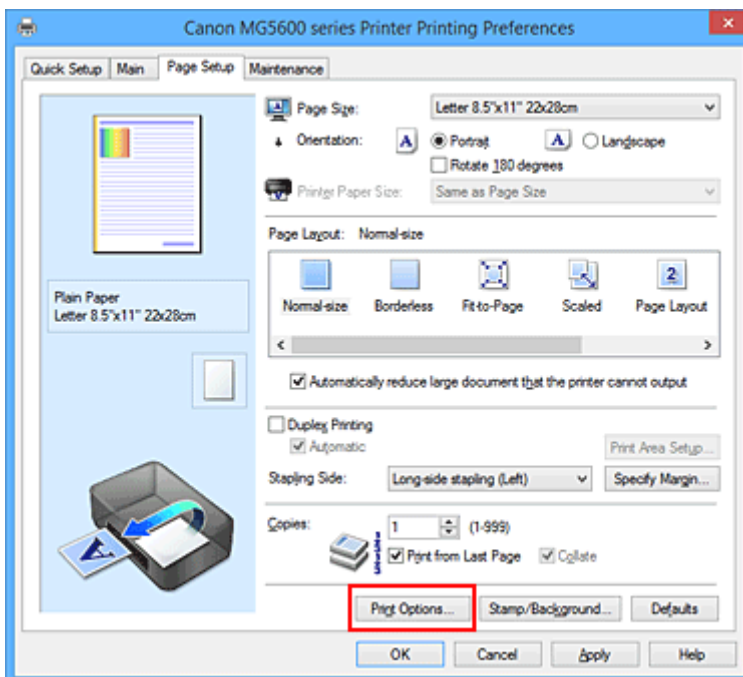 Canon MG5600 series Printer Printing Preferences
Quick Setup Main Page Setup Maintenance
Plain Paper
Letter 8.5"x11" 22x28cm
Page Size: Letter 8.5"x11" 22x28cm
Orientation: A Portrait A Landscape
Rotate 180 degrees
Printer Paper Size: Same as Page Size
Page Layout: Normal-size
2
Normal-size Borderless Fit-to-Page Scaled Page Layout
Automatically reduce large document that the printer cannot output
Duplex Printing
Automatic Print Area Setup...
Stapling Side: Long-side stapling (Left) Specify Margin...
Copies: 1 (1-999)
Print from Last Page Collate
A
Print Options... Stamp/Background... Defaults
OK Cancel Apply Help